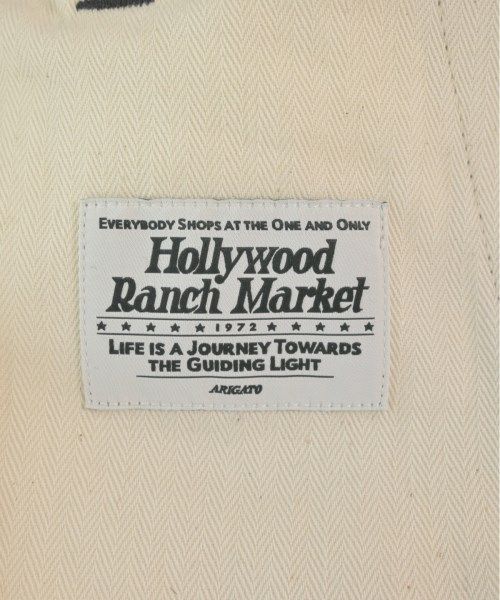 EVERYBODY SHOPS AT THE ONE AND ONLY
Hollywood
Ranch Market
★ ★ ★ ★ ★ 1972 ★ ★ ★ ★ ★
LIFE IS A JOURNEY TOWARDS
THE GUIDING LIGHT
ARIGATO